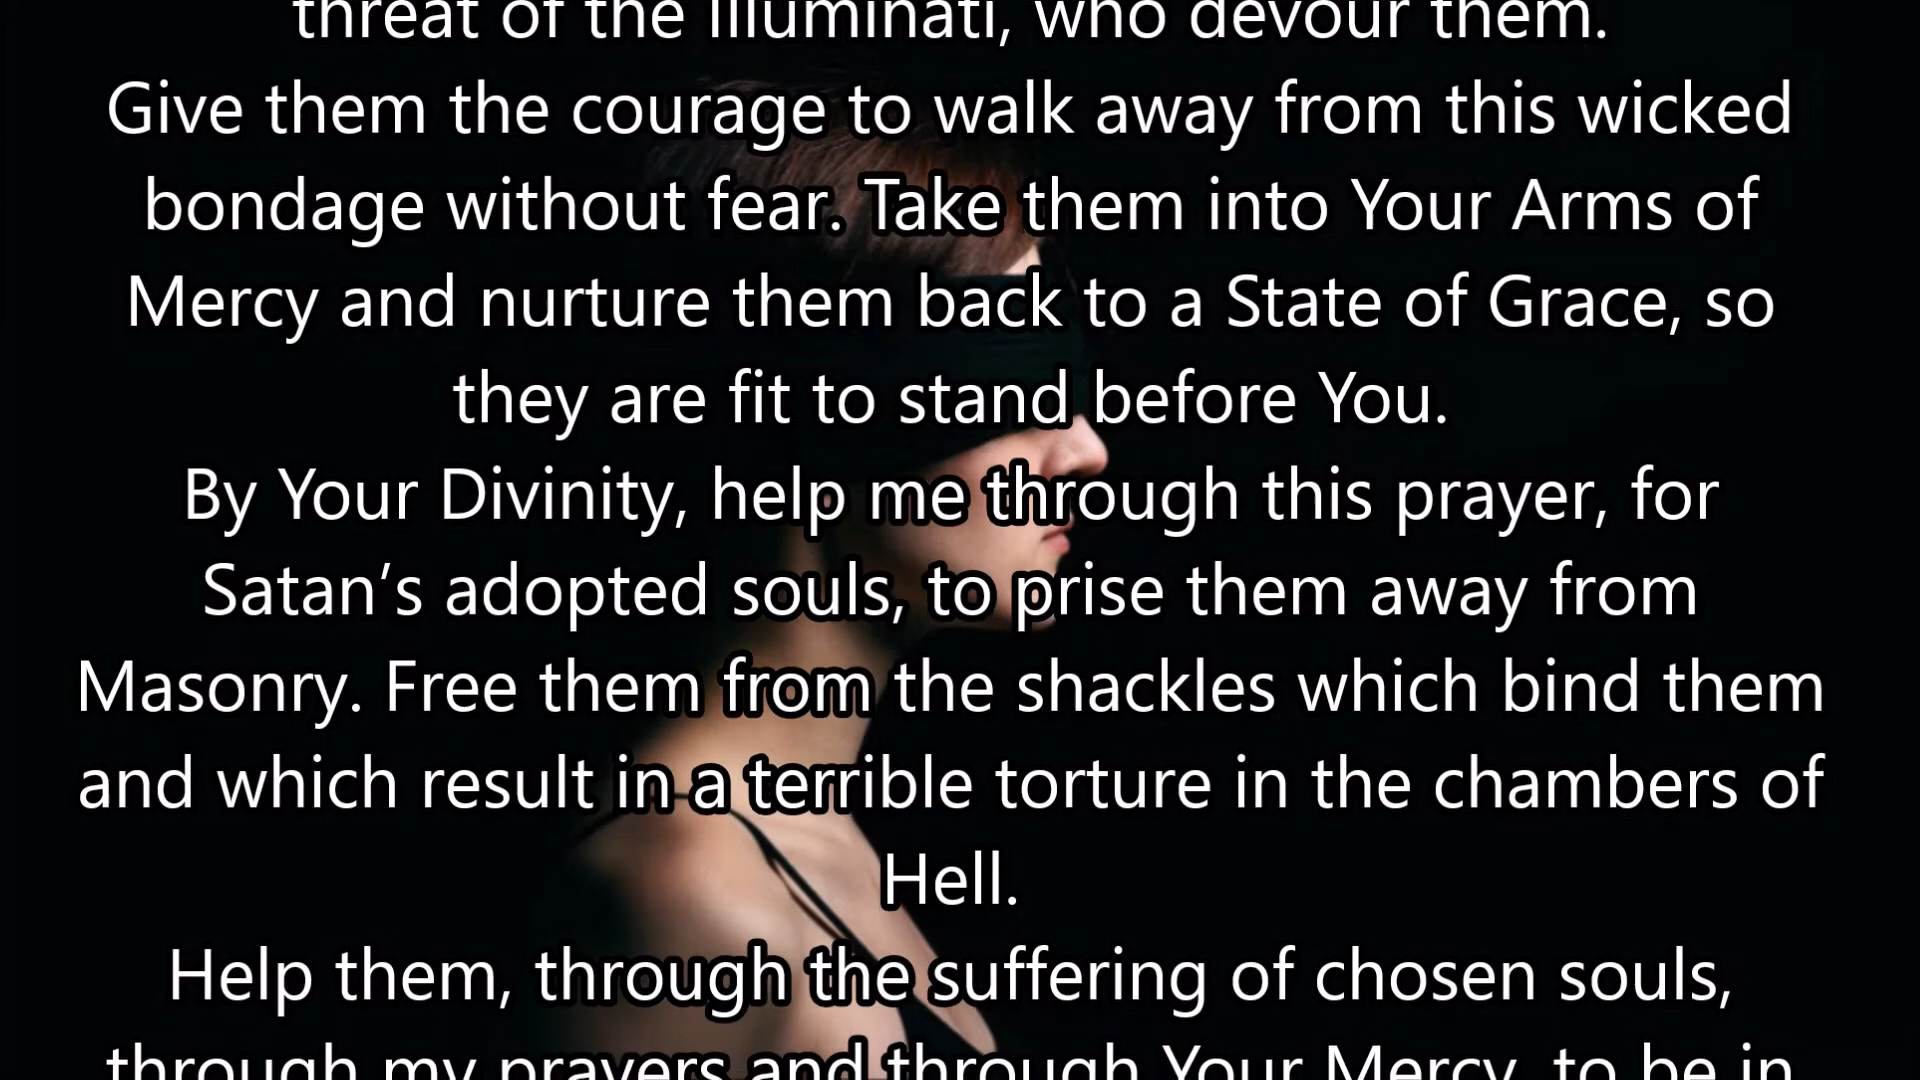 threat of the Illuminati, who devour them.
Give them the courage to walk away from this wicked
bondage without fear. Take them into Your Arms of
Mercy and nurture them back to a State of Grace, so
they are fit to stand before You.
By Your Divinity, help me through this prayer, for
Satan’s adopted souls, to prise them away from
Masonry. Free them from the shackles which bind them
and which result in a terrible torture in the chambers of
Hell.
Help them, through the suffering of chosen souls,
through my prayers and through Your Mercy, to be in